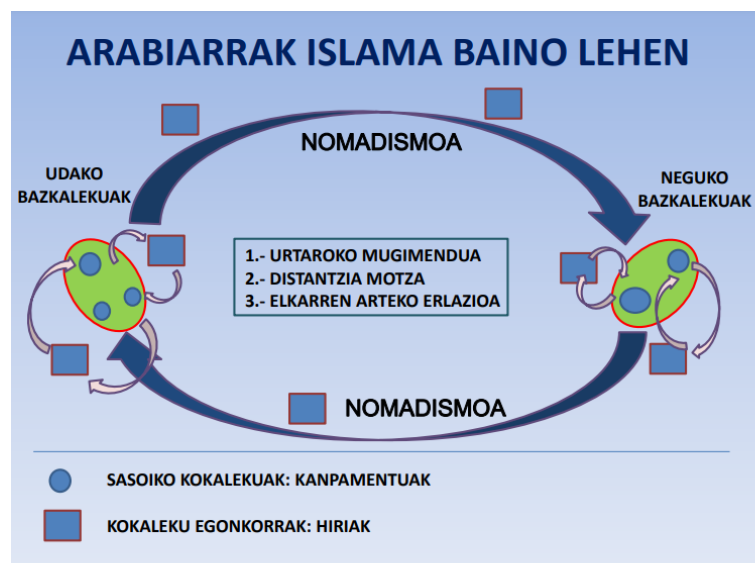 ARABIARRAK ISLAMA BAINO LEHEN
NOMADISMOA
UDAKO
BAZKALEKUAK
NEGUKO
BAZKALEKUAK
1.- URTAROKO MUGIMENDUA
2.- DISTANTZIA MOTZA
3.- ELKARREN ARTEKO ERLAZIOA
NOMADISMOA
SASOIKO KOKALEKUAK: KANPAMENTUAK
KOKALEKU EGONKORRAK: HIRIAK